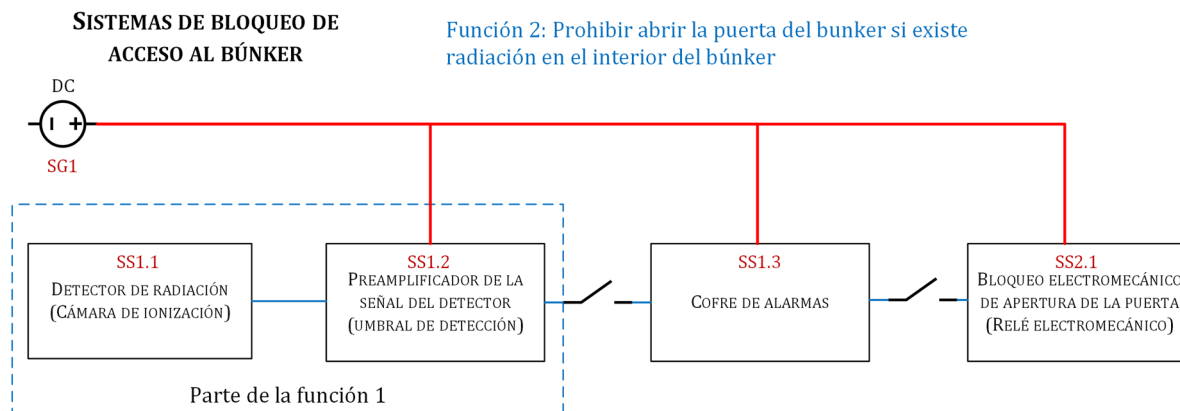 SISTEMAS DE BLOQUEO DE
ACCESO AL BÚNKER
Función 2: Prohibir abrir la puerta del bunker si existe
radiación en el interior del búnker
DC
SG1
SS1.1
DETECTOR DE RADIACIÓN
(CÁMARA DE IONIZACIÓN)
SS1.2
PREAMPLIFICADOR DE LA
SEÑAL DEL DETECTOR
(UMBRAL DE DETECCIÓN)
SS1.3
COFRE DE ALARMAS
SS2.1
BLOQUEO ELECTROMECÁNICO
DE APERTURA DE LA PUERTA
(RELÉ ELECTROMECÁNICO)
Parte de la función 1